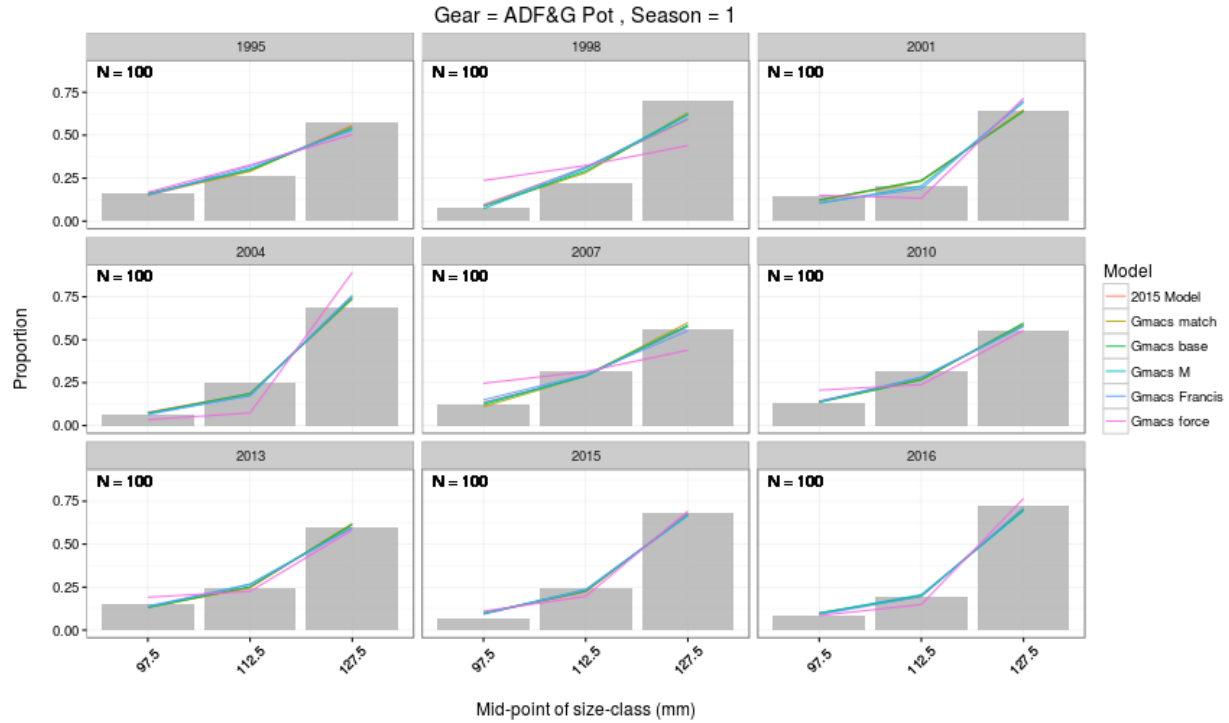 Gear = ADF&G Pot , Season = 1
1995
1998
2001
N = 100
N = 100
N = 100
0.75
0.50
0.25
0.00
2004
2007
2010
N = 100
N = 100
N = 100
0.75
0.50
0.25
0.00
Proportion
2013
2015
2016
N = 100
N = 100
N = 100
0.75
0.50
0.25
0.00
97.5
112.5
127.5
97.5
112.5
127.5
97.5
112.5
127.5
Mid-point of size-class (mm)
Model
2015 Model
Gmacs match
Gmacs base
Gmacs M
Gmacs Francis
Gmacs force